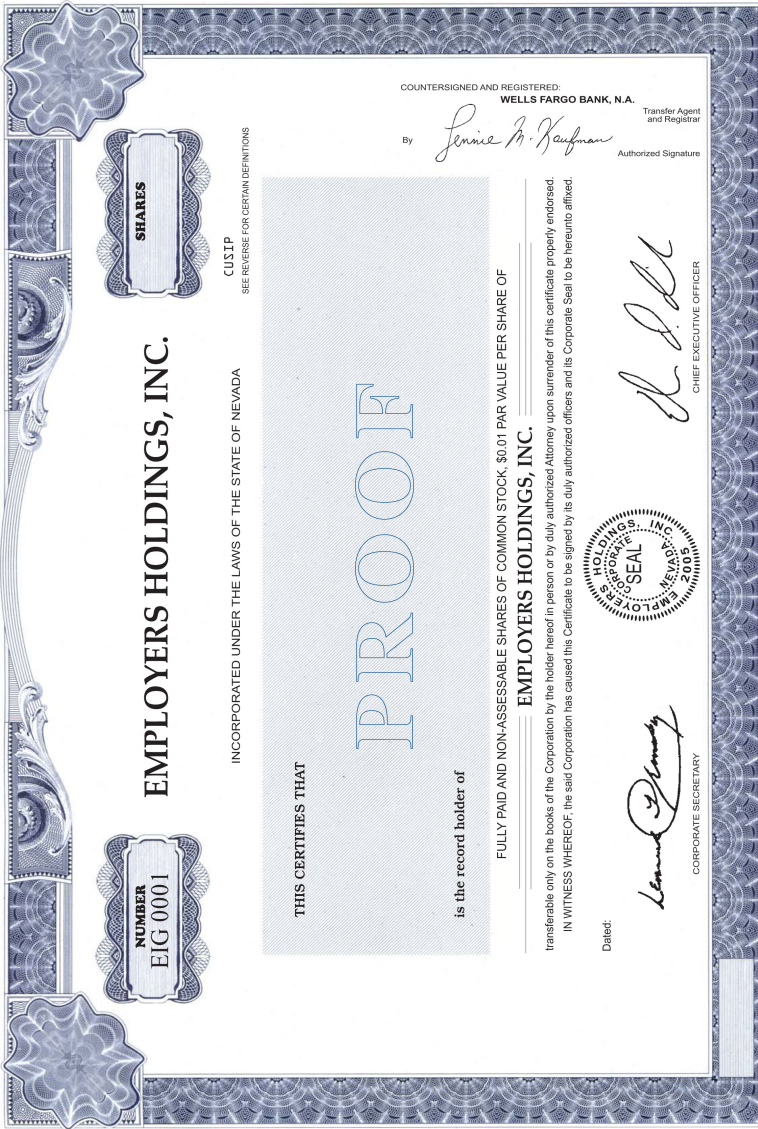 NUMBER
EIG 0001
SHARES
EMPLOYERS HOLDINGS, INC.
INCORPORATED UNDER THE LAWS OF THE STATE OF NEVADA
CUSIP
SEE REVERSE FOR CERTAIN DEFINITIONS
THIS CERTIFIES THAT
PROOF
is the record holder of
FULLY PAID AND NON-ASSESSABLE SHARES OF COMMON STOCK, $0.01 PAR VALUE PER SHARE OF
EMPLOYERS HOLDINGS, INC.
transferable only on the books of the Corporation by the holder hereof in person or by duly authorized Attorney upon surrender of this certificate properly endorsed.
IN WITNESS WHEREOF, the said Corporation has caused this Certificate to be signed by its duly authorized officers and its Corporate Seal to be hereunto affixed.
Dated:
CORPORATE SECRETARY
EMPLOYERS HOLDINGS, INC.
CORPORATE
SEAL
NEVADA
2005
CHIEF EXECUTIVE OFFICER
COUNTERSIGNED AND REGISTERED:
WELLS FARGO BANK, N.A.
Transfer Agent
and Registrar
By Jennie M. Kaufman
Authorized Signature